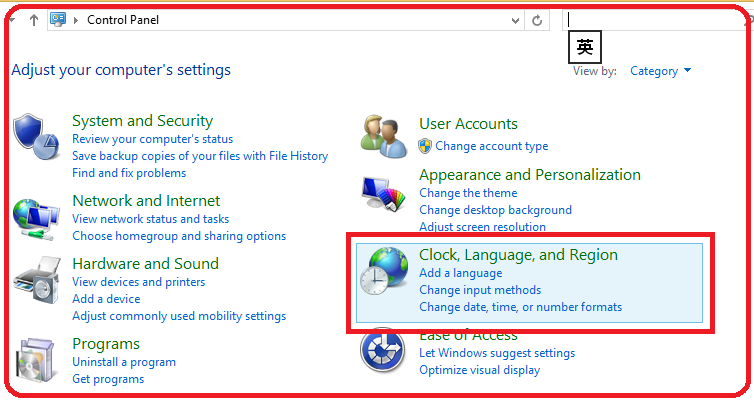 Control Panel
英
Adjust your computer's settings
View by: Category
System and Security
Review your computer's status
Save backup copies of your files with File History
Find and fix problems
Network and Internet
View network status and tasks
Choose homegroup and sharing options
Hardware and Sound
View devices and printers
Add a device
Adjust commonly used mobility settings
Programs
Uninstall a program
Get programs
User Accounts
Change account type
Appearance and Personalization
Change the theme
Change desktop background
Adjust screen resolution
Clock, Language, and Region
Add a language
Change input methods
Change date, time, or number formats
Ease of Access
Let Windows suggest settings
Optimize visual display